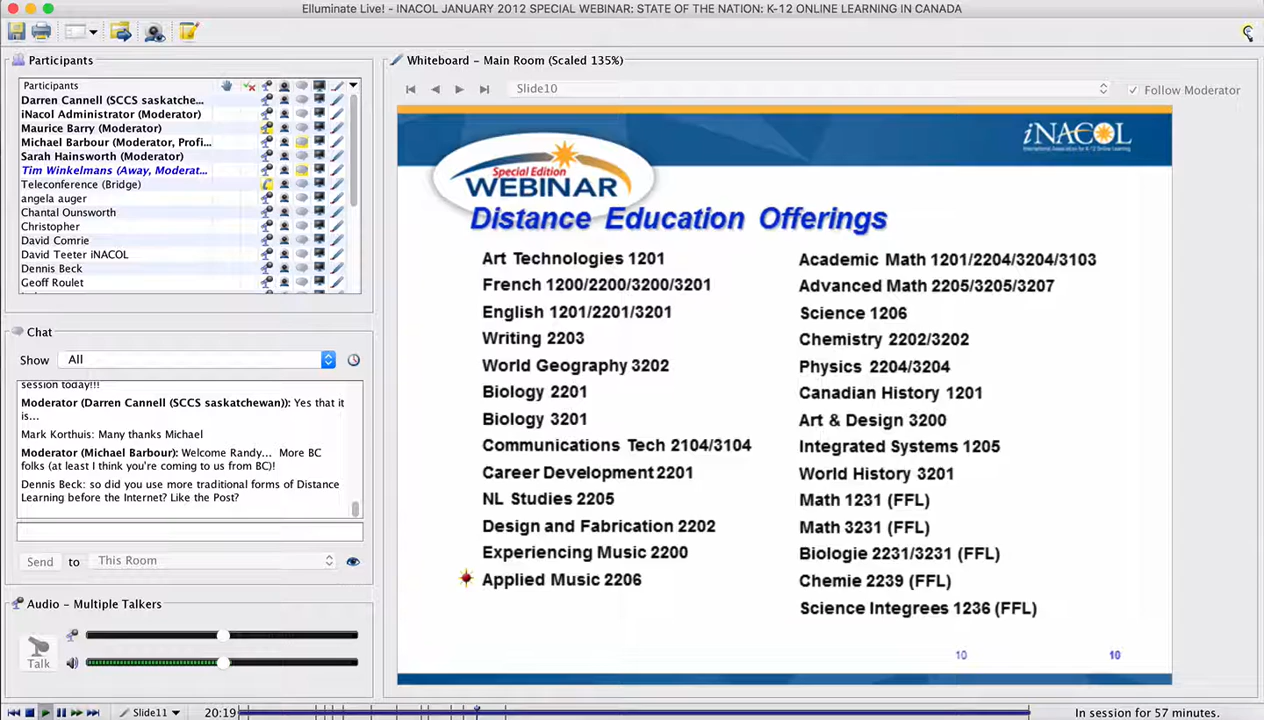 Elluminate Live! - INACOL JANUARY 2012 SPECIAL WEBINAR: STATE OF THE NATION: K-12 ONLINE LEARNING IN CANADA
Participants
Participants
Darren Cannell (SCCS saskatche...
iNacol Administrator (Moderator)
Maurice Barry (Moderator)
Michael Barbour (Moderator, Profi...
Sarah Hainsworth (Moderator)
Tim Winkelmans (Away, Moderat...
Teleconference (Bridge)
angela auger
Chantal Ounsworth
Christopher
David Comrie
David Teeter iNACOL
Dennis Beck
Geoff Roulet
Chat
Show All
session today!!!
Moderator (Darren Cannell (SCCS saskatchewan)): Yes that it
is...
Mark Korthuis: Many thanks Michael
Moderator (Michael Barbour): Welcome Randy... More BC
folks (at least I think you're coming to us from BC)!
Dennis Beck: so did you use more traditional forms of Distance
Learning before the Internet? Like the Post?
Send to This Room
Audio - Multiple Talkers
Talk
Whiteboard - Main Room (Scaled 135%)
Slide10
Follow Moderator
iNACOL
International Association for K-12 Online Learning
Special Edition
WEBINAR
Distance Education Offerings
Art Technologies 1201
French 1200/2200/3200/3201
English 1201/2201/3201
Writing 2203
World Geography 3202
Biology 2201
Biology 3201
Communications Tech 2104/3104
Career Development 2201
NL Studies 2205
Design and Fabrication 2202
Experiencing Music 2200
Applied Music 2206
Academic Math 1201/2204/3204/3103
Advanced Math 2205/3205/3207
Science 1206
Chemistry 2202/3202
Physics 2204/3204
Canadian History 1201
Art & Design 3200
Integrated Systems 1205
World History 3201
Math 1231 (FFL)
Math 3231 (FFL)
Biologie 2231/3231 (FFL)
Chemie 2239 (FFL)
Science Integrees 1236 (FFL)
10
10
Slide11
20:19
In session for 57 minutes.